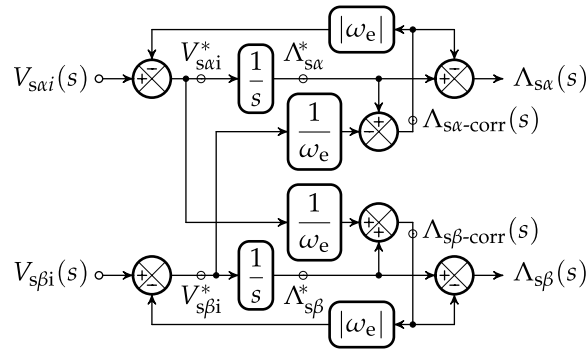 |ωe|
Vsαi(s) + − V*sαi 1/s Λ*sα + − Λsα(s)
1/ωe − + Λsα-corr(s)
1/ωe + + Λsβ-corr(s)
Vsβi(s) + − V*sβi 1/s Λ*sβ + − Λsβ(s)
|ωe|